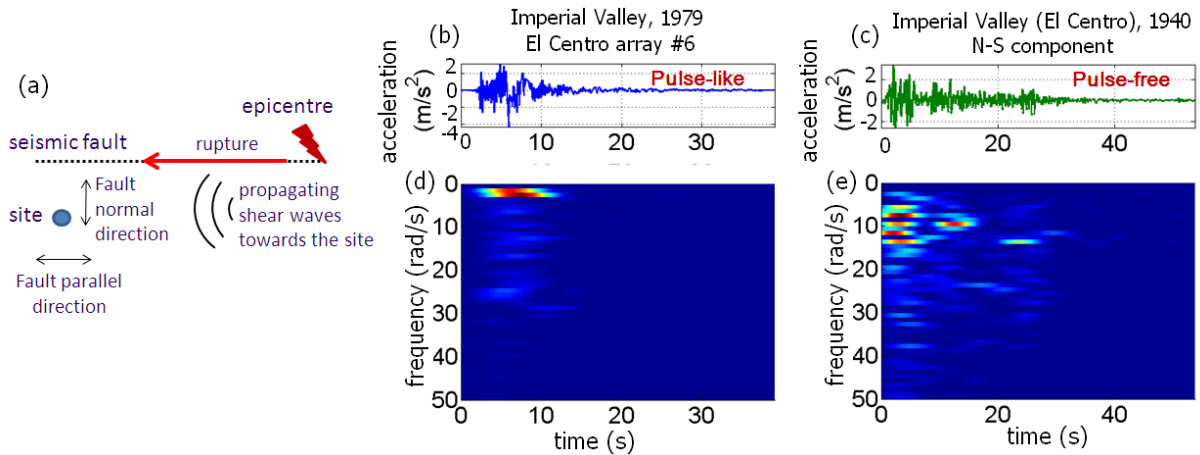 (a)
epicentre
seismic fault
rupture
Fault
normal
direction
site
propagating
shear waves
towards the site
Fault parallel
direction
(b)
Imperial Valley, 1979
El Centro array #6
acceleration
(m/s²)
2
0
-2
-4
Pulse-like
0
10
20
30
(c)
Imperial Valley (El Centro), 1940
N-S component
acceleration
(m/s²)
2
0
-2
Pulse-free
0
20
40
(d)
frequency (rad/s)
0
10
20
30
40
50
0
10
20
30
time (s)
(e)
frequency (rad/s)
0
10
20
30
40
50
0
20
40
time (s)